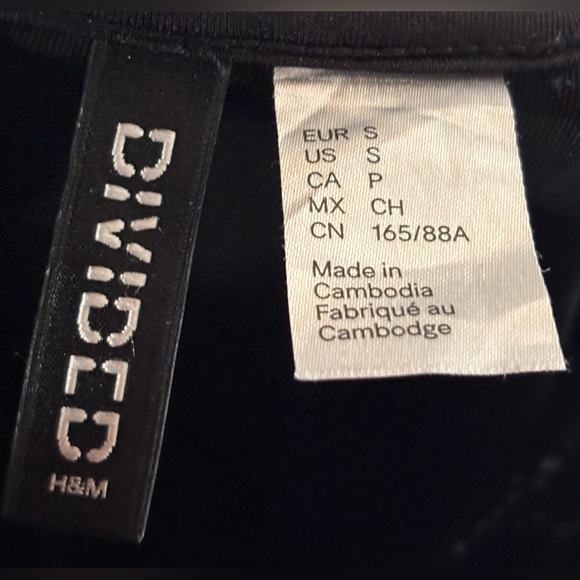 DIVIDED
H&M
EUR S
US S
CA P
MX CH
CN 165/88A
Made in
Cambodia
Fabriqué au
Cambodge